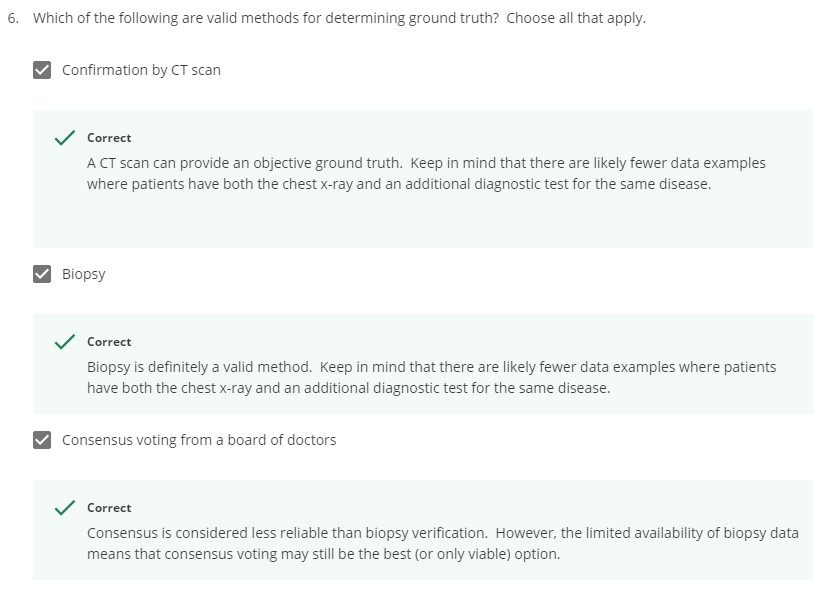 6. Which of the following are valid methods for determining ground truth? Choose all that apply.
Confirmation by CT scan
Correct
A CT scan can provide an objective ground truth. Keep in mind that there are likely fewer data examples
where patients have both the chest x-ray and an additional diagnostic test for the same disease.
Biopsy
Correct
Biopsy is definitely a valid method. Keep in mind that there are likely fewer data examples where patients
have both the chest x-ray and an additional diagnostic test for the same disease.
Consensus voting from a board of doctors
Correct
Consensus is considered less reliable than biopsy verification. However, the limited availability of biopsy data
means that consensus voting may still be the best (or only viable) option.